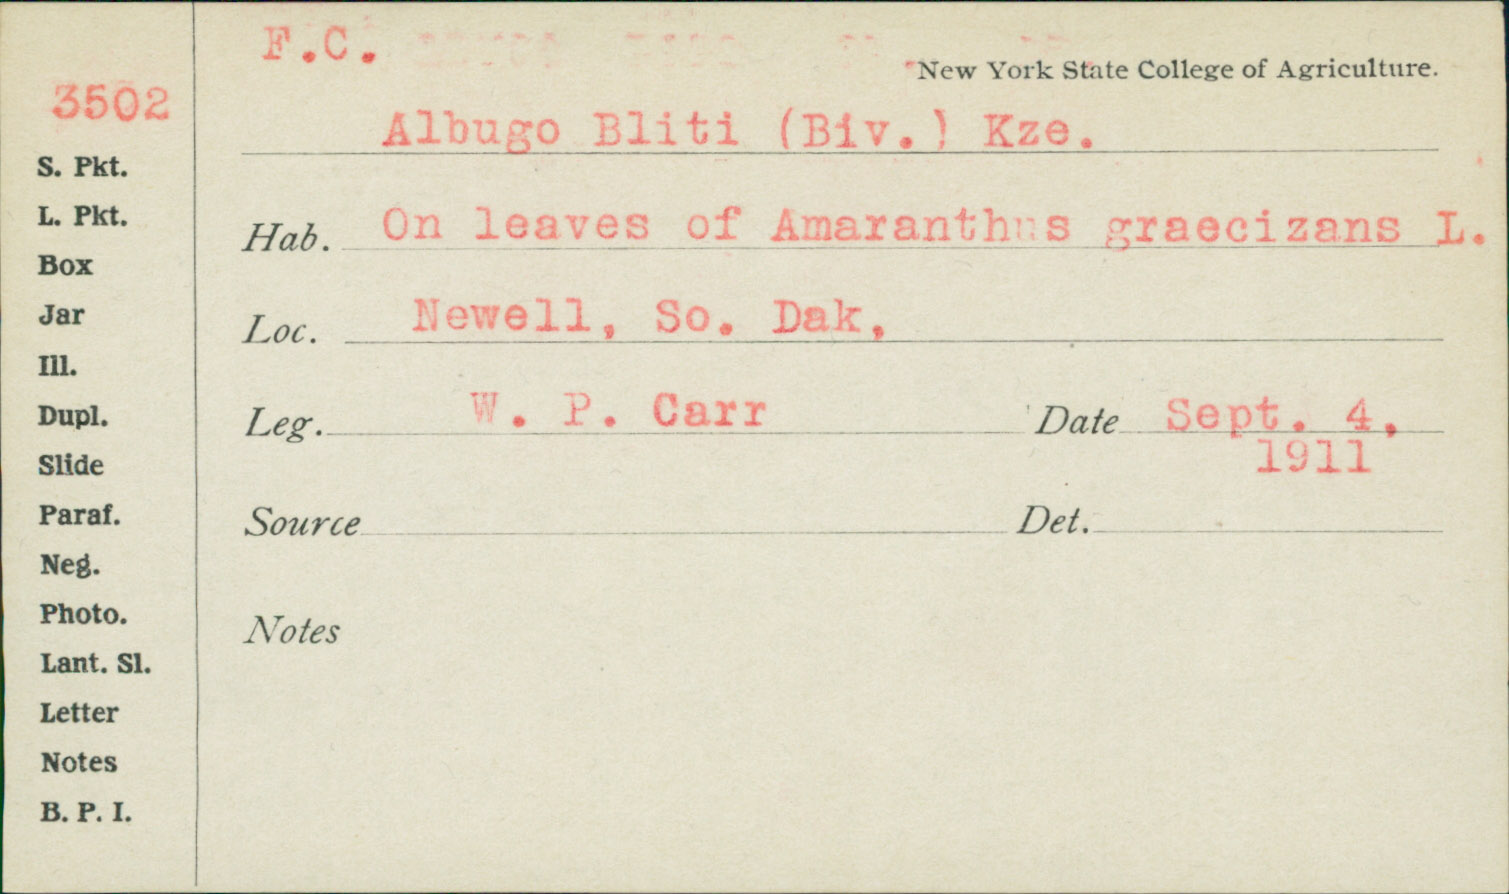 F.C.
New York State College of Agriculture.
3502
Albugo Bliti (Biv.) Kze.
S. Pkt.
L. Pkt.
Hab. On leaves of Amaranthus graecizans L.
Box
Jar
Loc. Newell, So. Dak,
Ill.
Dupl.
Leg. W. P. Carr Date Sept. 4,
1911
Slide
Paraf.
Source Det.
Neg.
Photo.
Notes
Lant. Sl.
Letter
Notes
B. P. I.